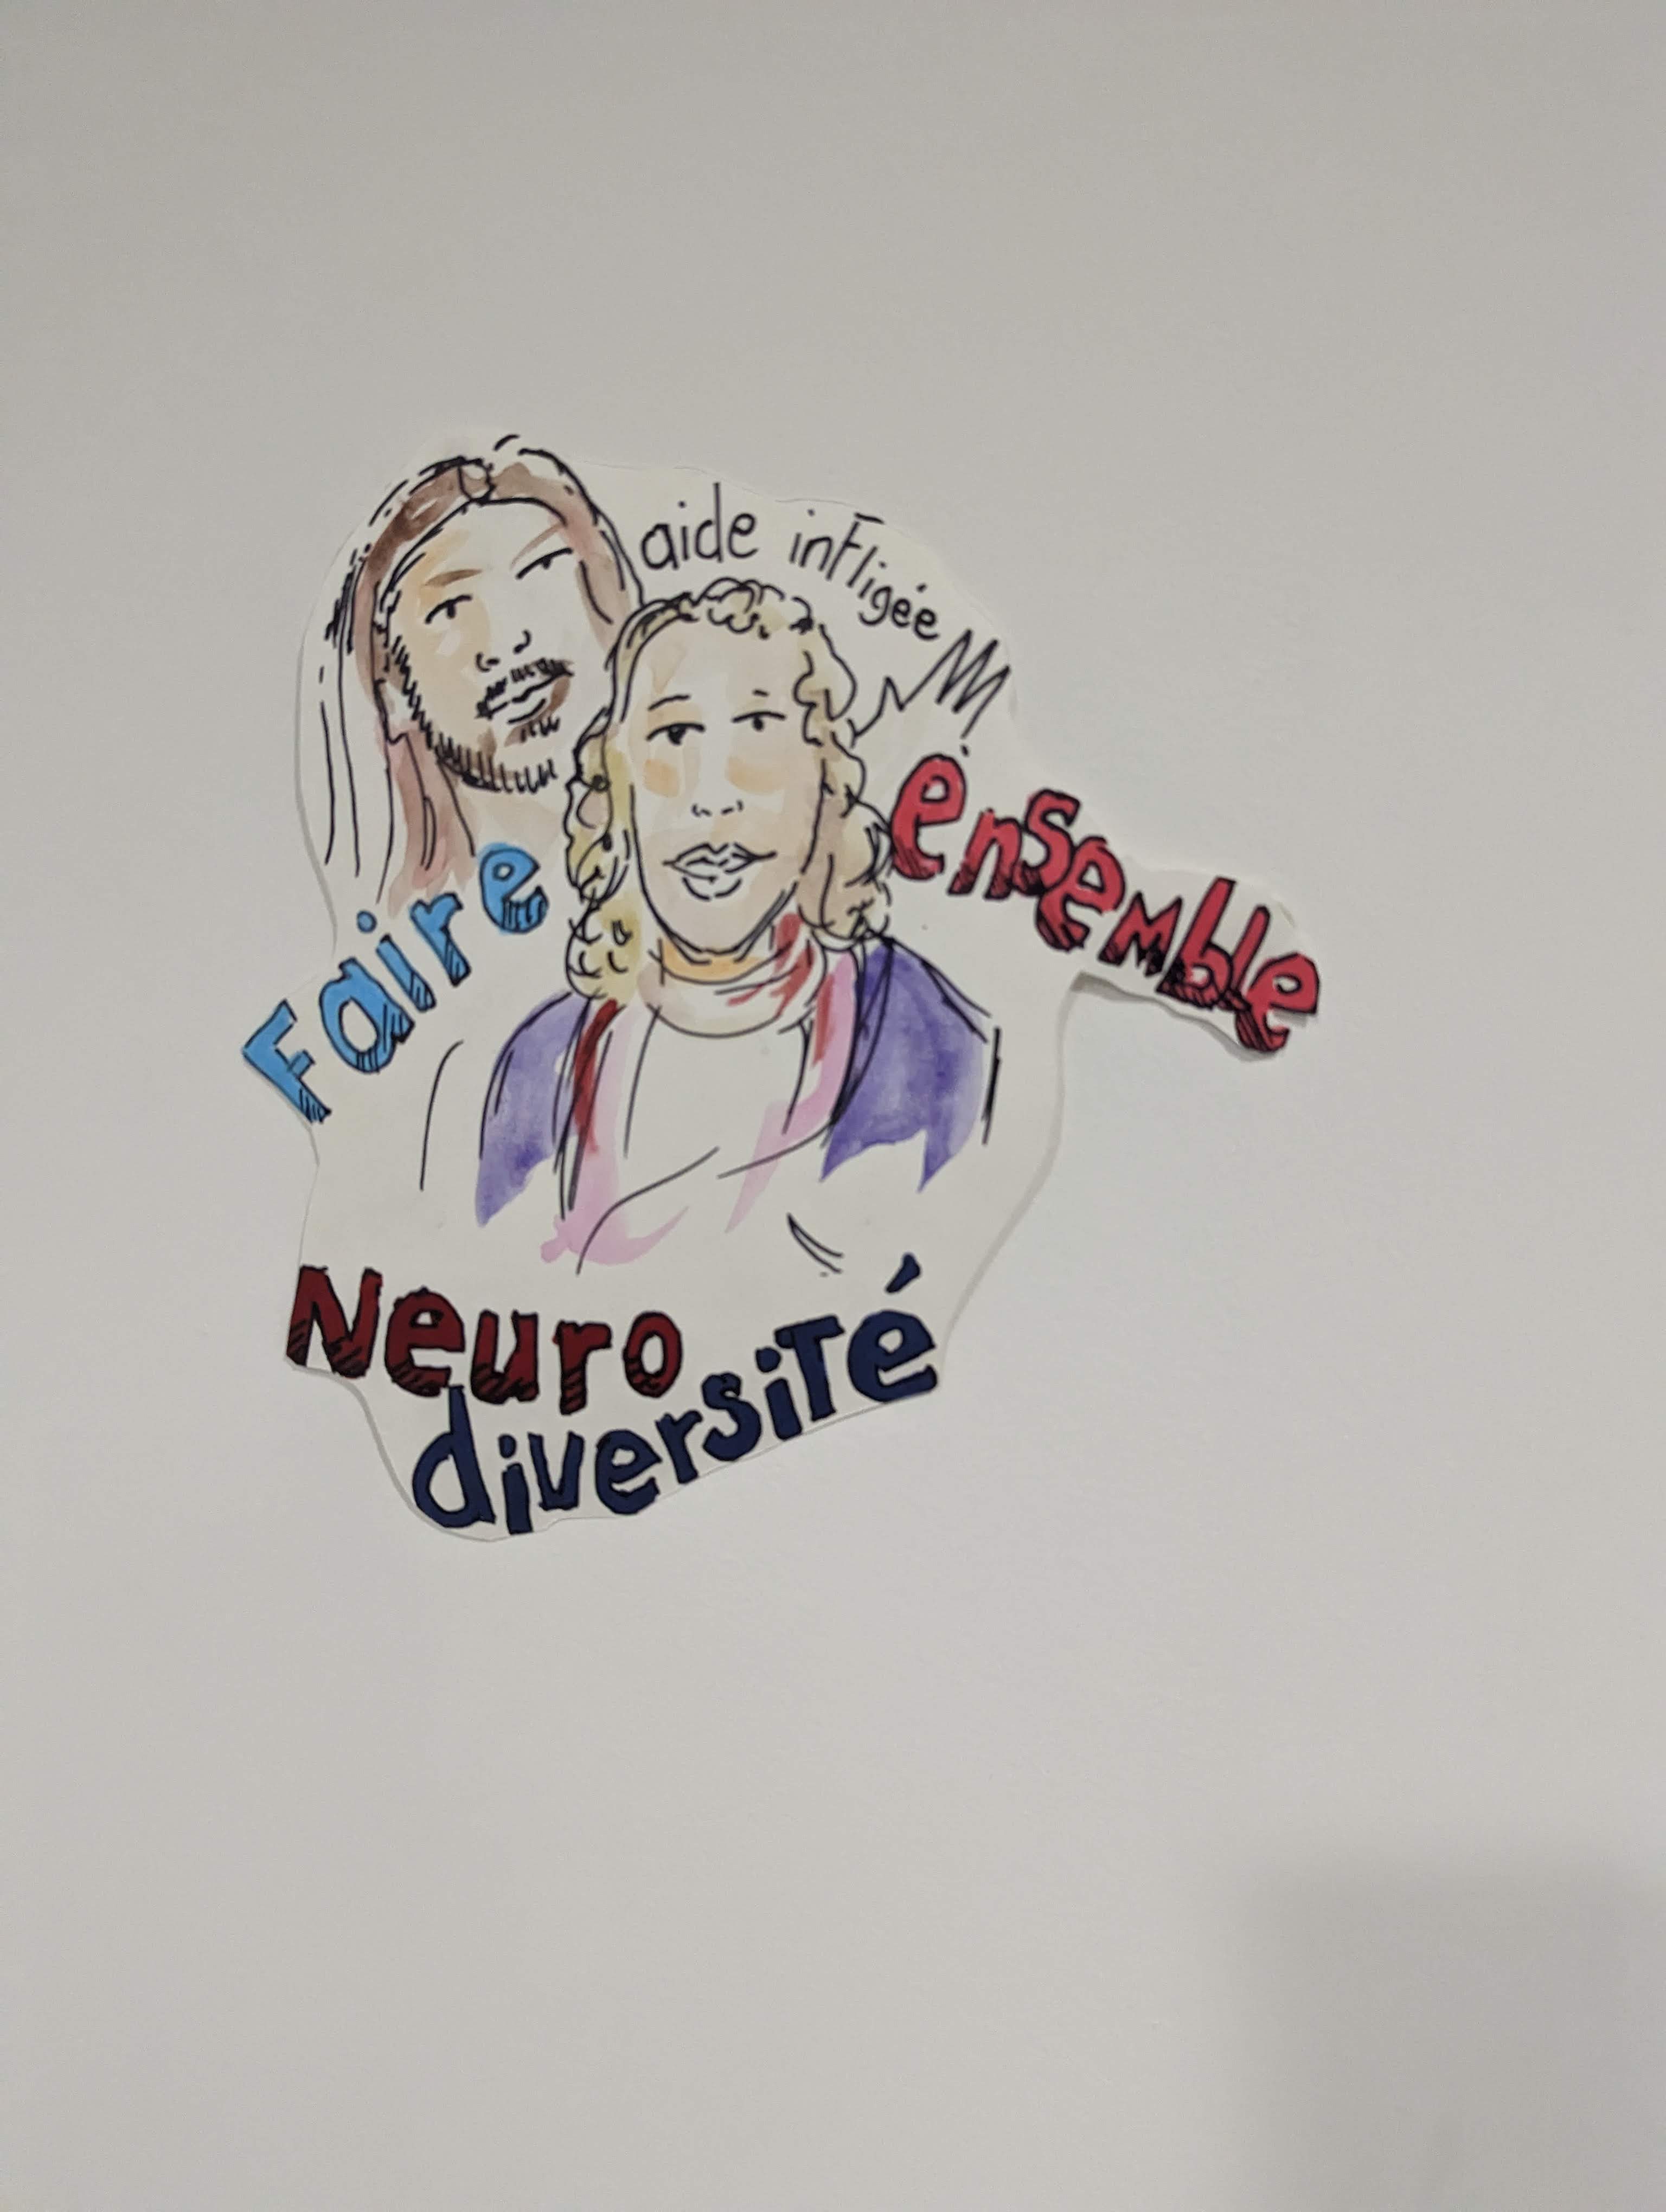 aide infligée
Faire
ensemble
Neuro
diversité